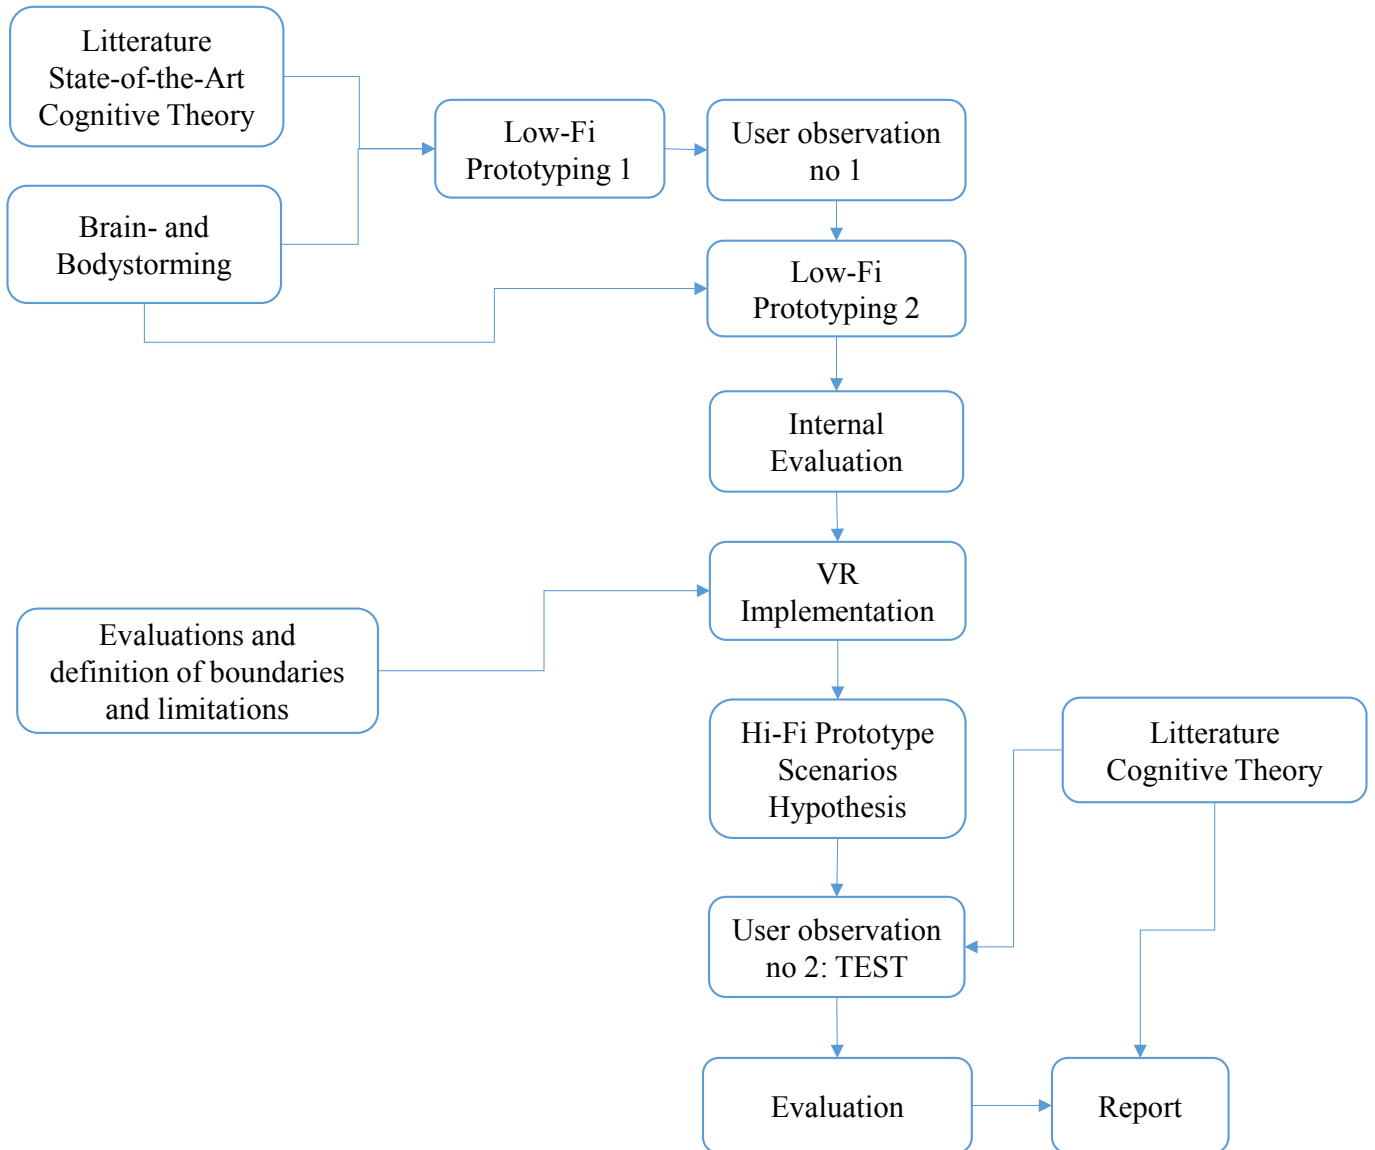 Litterature
State-of-the-Art
Cognitive Theory
Low-Fi
Prototyping 1
User observation
no 1
Brain- and
Bodystorming
Low-Fi
Prototyping 2
Internal
Evaluation
VR
Implementation
Evaluations and
definition of boundaries
and limitations
Hi-Fi Prototype
Scenarios
Hypothesis
Litterature
Cognitive Theory
User observation
no 2: TEST
Evaluation
Report